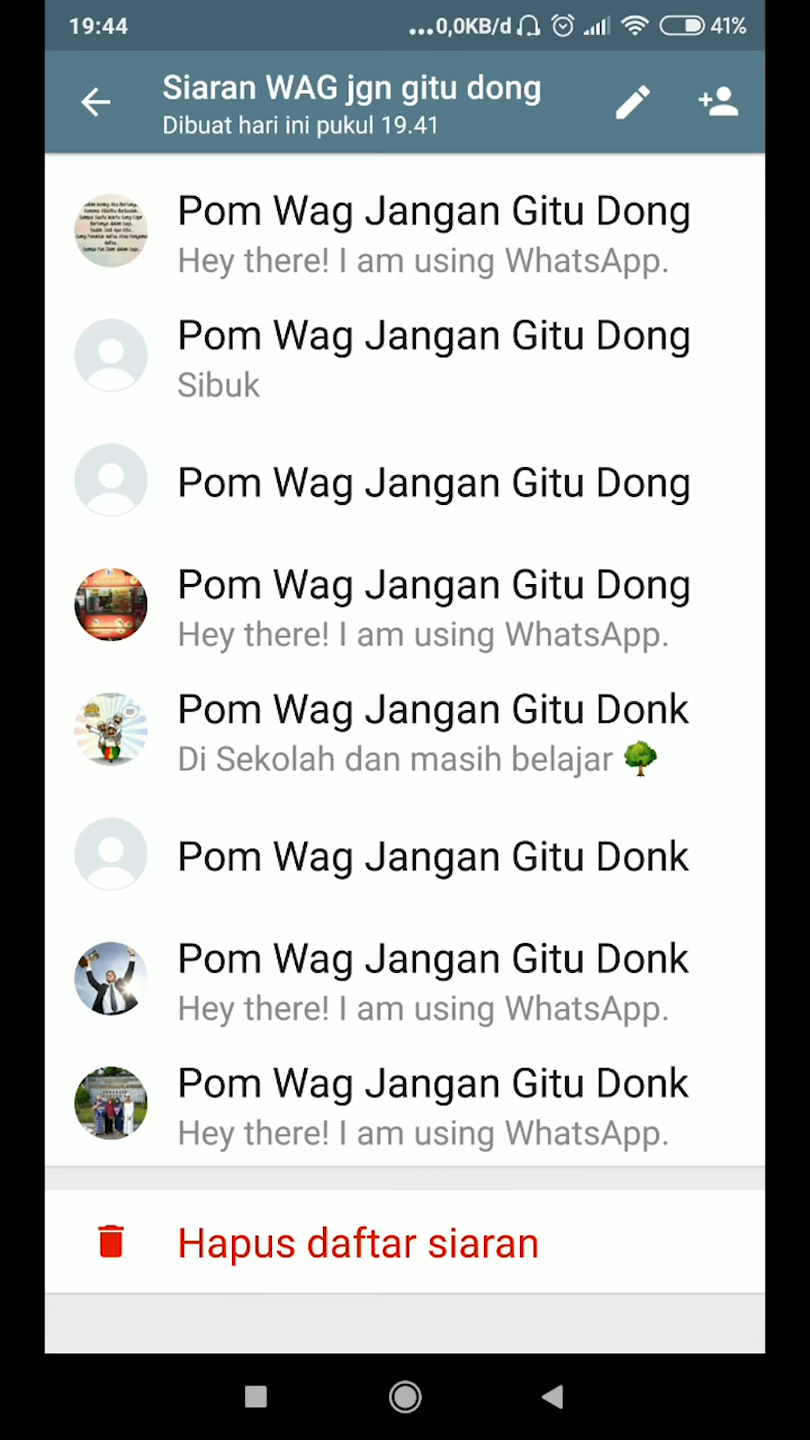 19:44
...0,0KB/d
41%
Siaran WAG jgn gitu dong
Dibuat hari ini pukul 19.41
Pom Wag Jangan Gitu Dong
Hey there! I am using WhatsApp.
Pom Wag Jangan Gitu Dong
Sibuk
Pom Wag Jangan Gitu Dong
Pom Wag Jangan Gitu Dong
Hey there! I am using WhatsApp.
Pom Wag Jangan Gitu Donk
Di Sekolah dan masih belajar 🌳
Pom Wag Jangan Gitu Donk
Pom Wag Jangan Gitu Donk
Hey there! I am using WhatsApp.
Pom Wag Jangan Gitu Donk
Hey there! I am using WhatsApp.
Hapus daftar siaran